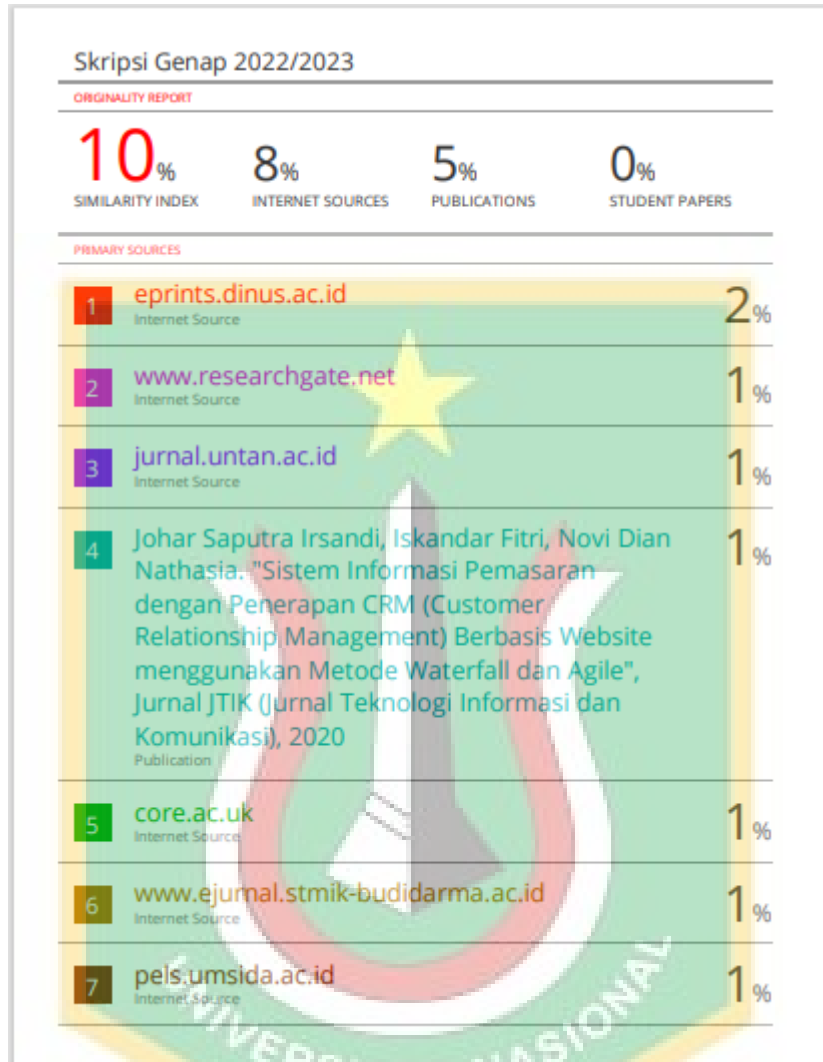 Skripsi Genap 2022/2023
ORIGINALITY REPORT
10% 8% 5% 0%
SIMILARITY INDEX INTERNET SOURCES PUBLICATIONS STUDENT PAPERS
PRIMARY SOURCES
1 eprints.dinus.ac.id 2%
Internet Source
2 www.researchgate.net 1%
Internet Source
3 jurnal.untan.ac.id 1%
Internet Source
4 Johar Saputra Irsandi, Iskandar Fitri, Novi Dian 1%
Nathasia. "Sistem Informasi Pemasaran
dengan Penerapan CRM (Customer
Relationship Management) Berbasis Website
menggunakan Metode Waterfall dan Agile",
Jurnal JTIK (Jurnal Teknologi Informasi dan
Komunikasi), 2020
Publication
5 core.ac.uk 1%
Internet Source
6 www.ejurnal.stmik-budidarma.ac.id 1%
Internet Source
7 pels.umsida.ac.id 1%
Internet Source
NASIONAL